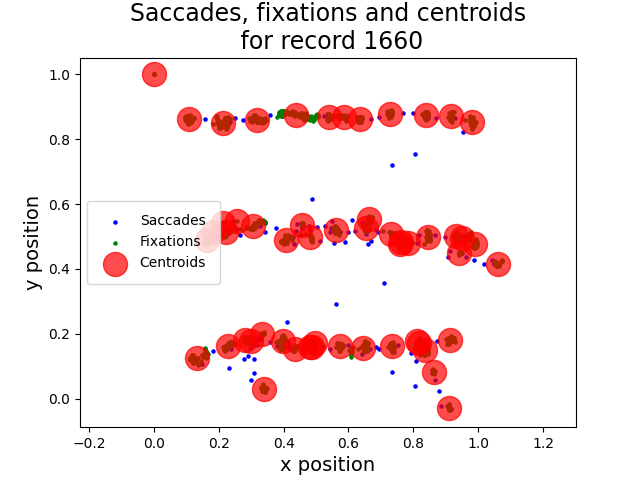 Saccades, fixations and centroids
for record 1660
1.0
0.8
0.6
0.4
0.2
0.0
y position
Saccades
Fixations
Centroids
−0.2 0.0 0.2 0.4 0.6 0.8 1.0 1.2
x position